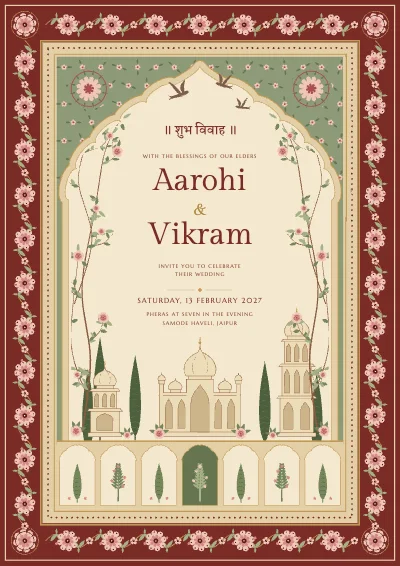 ॥ शुभ विवाह ॥
WITH THE BLESSINGS OF OUR ELDERS
Aarohi
&
Vikram
INVITE YOU TO CELEBRATE
THEIR WEDDING
SATURDAY, 13 FEBRUARY 2027
PHERAS AT SEVEN IN THE EVENING
SAMODE HAVELI, JAIPUR